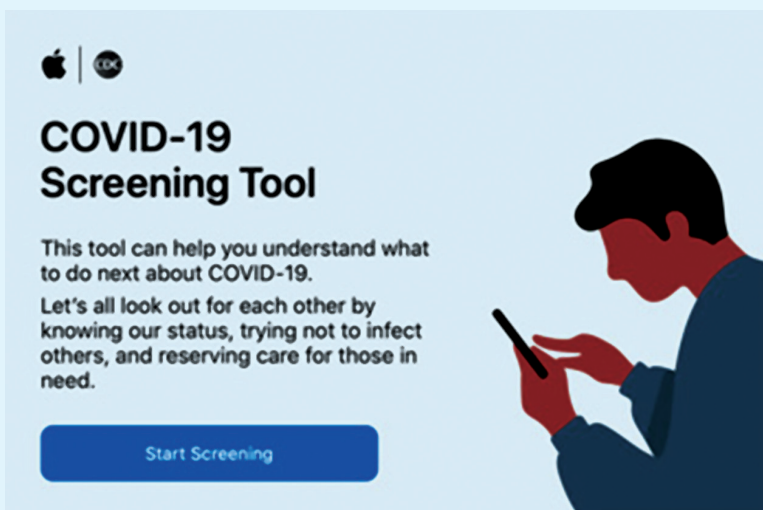 CDC
COVID-19
Screening Tool
This tool can help you understand what
to do next about COVID-19.
Let's all look out for each other by
knowing our status, trying not to infect
others, and reserving care for those in
need.
Start Screening